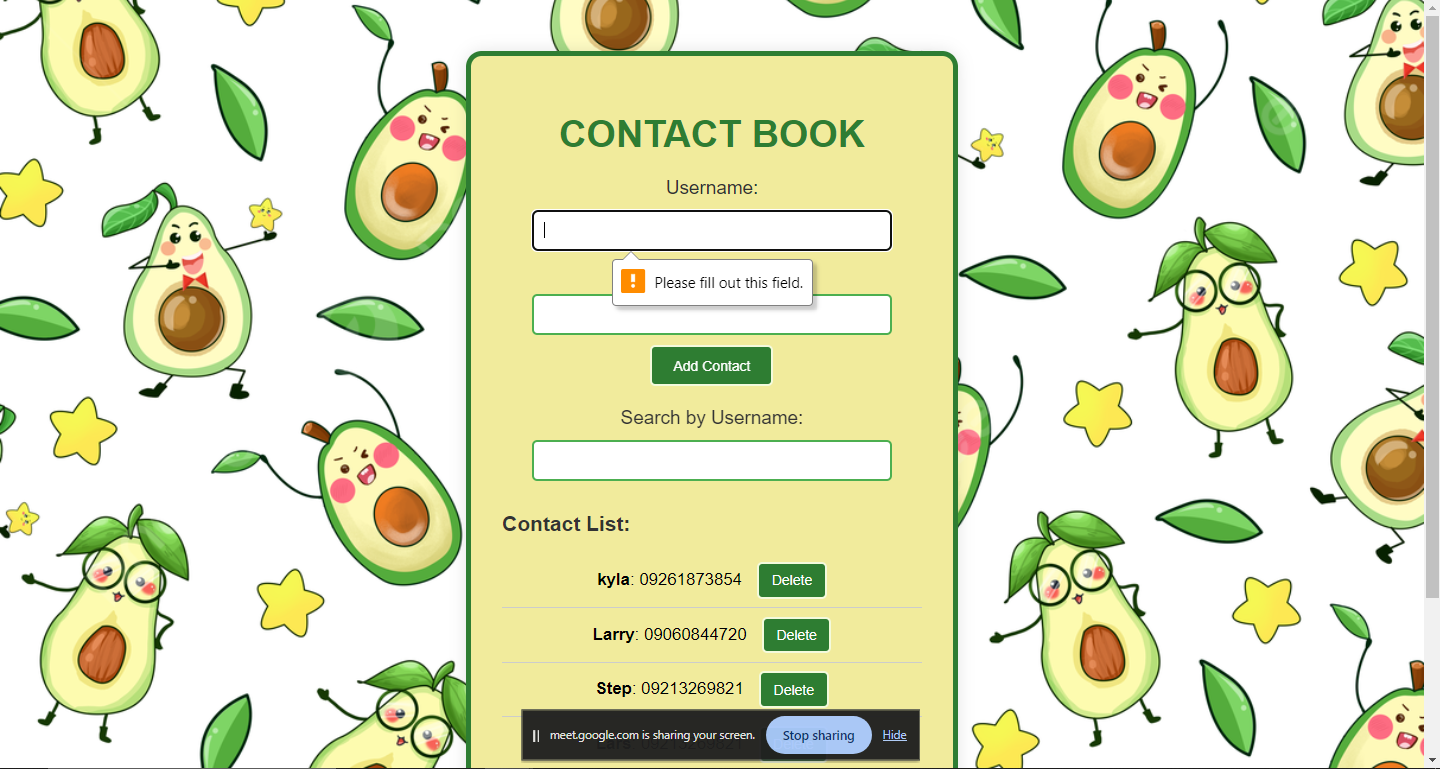 CONTACT BOOK
Username:
Please fill out this field.
Add Contact
Search by Username:
Contact List:
kyla: 09261873854 Delete
Larry: 09060844720 Delete
Step: 09213269821 Delete
meet.google.com is sharing your screen. Stop sharing Hide